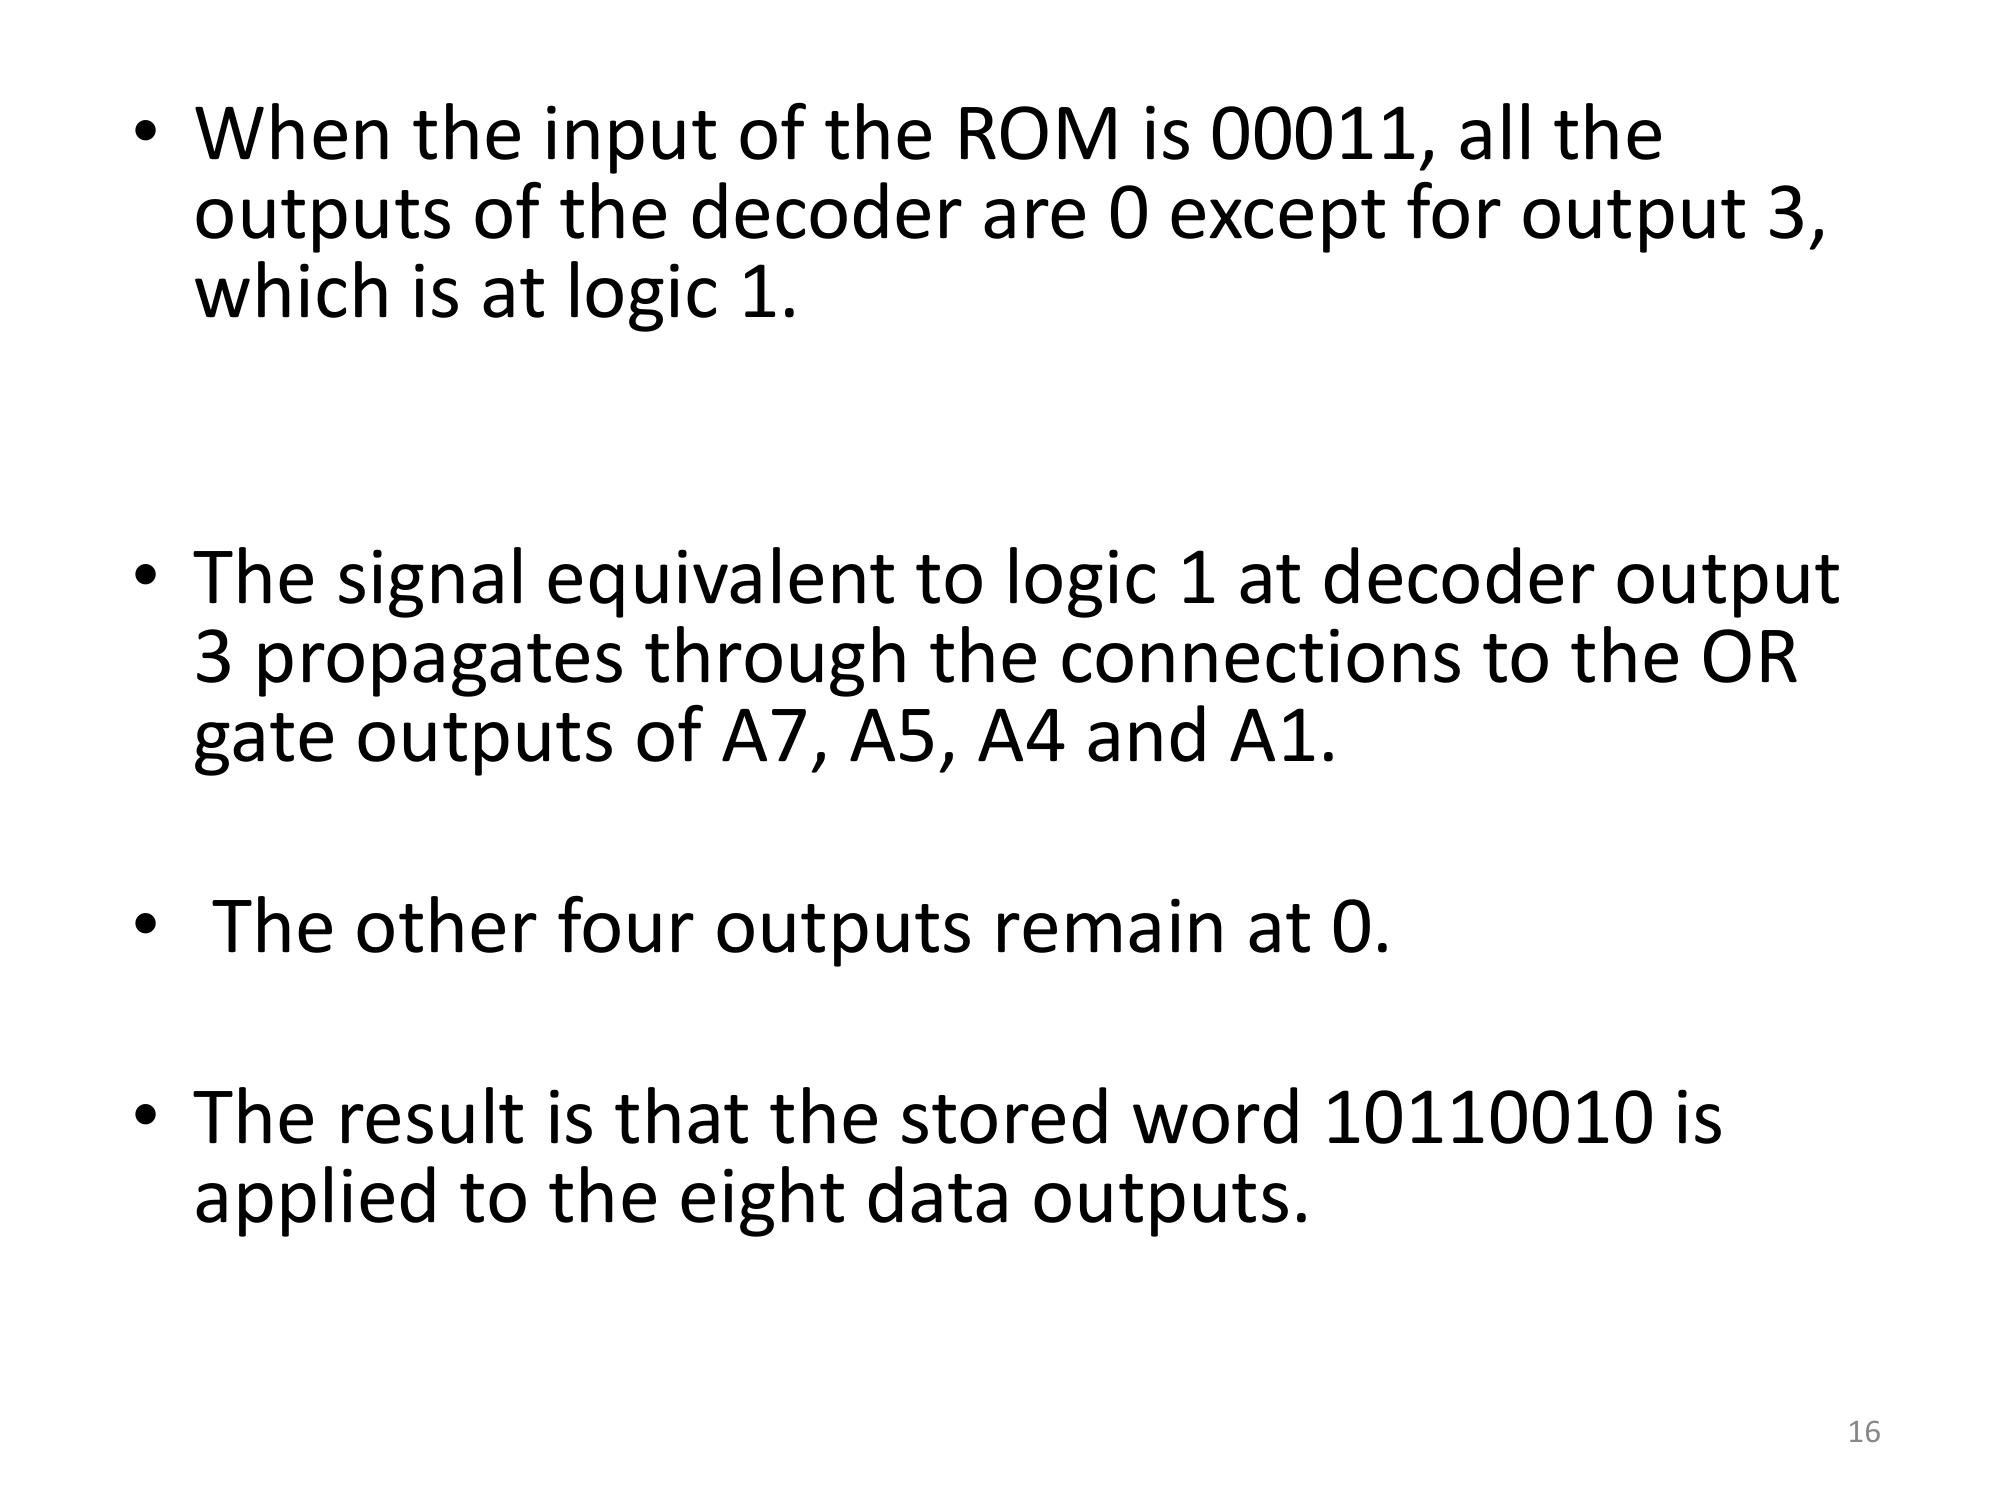 • When the input of the ROM is 00011, all the
outputs of the decoder are 0 except for output 3,
which is at logic 1.
• The signal equivalent to logic 1 at decoder output
3 propagates through the connections to the OR
gate outputs of A7, A5, A4 and A1.
• The other four outputs remain at 0.
• The result is that the stored word 10110010 is
applied to the eight data outputs.
16